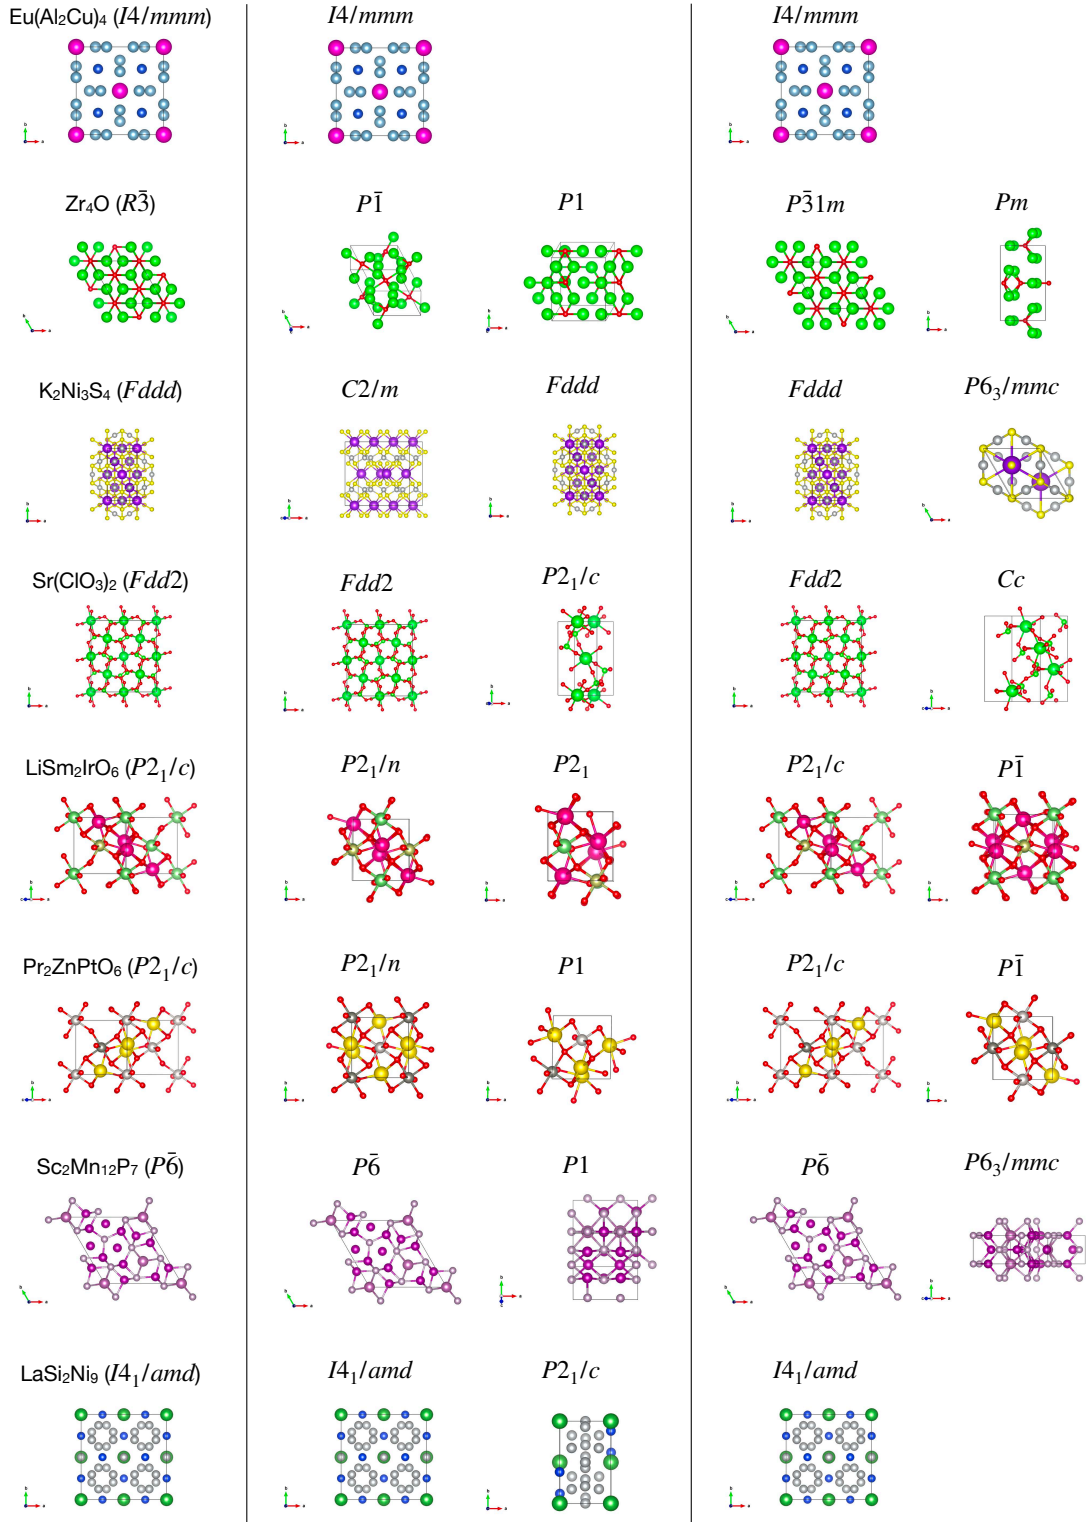 Eu(Al₂Cu)₄ (I4/mmm) I4/mmm I4/mmm
Zr₄O (R3̅) P1̅ P1 P3̅1m Pm
K₂Ni₃S₄ (Fddd) C2/m Fddd Fddd P6₃/mmc
Sr(ClO₃)₂ (Fdd2) Fdd2 P2₁/c Fdd2 Cc
LiSm₂IrO₆ (P2₁/c) P2₁/n P2₁ P2₁/c P1̅
Pr₂ZnPtO₆ (P2₁/c) P2₁/n P1 P2₁/c P1̅
Sc₂Mn₁₂P₇ (P6̅) P6̅ P1 P6̅ P6₃/mmc
LaSi₂Ni₉ (I4₁/amd) I4₁/amd P2₁/c I4₁/amd